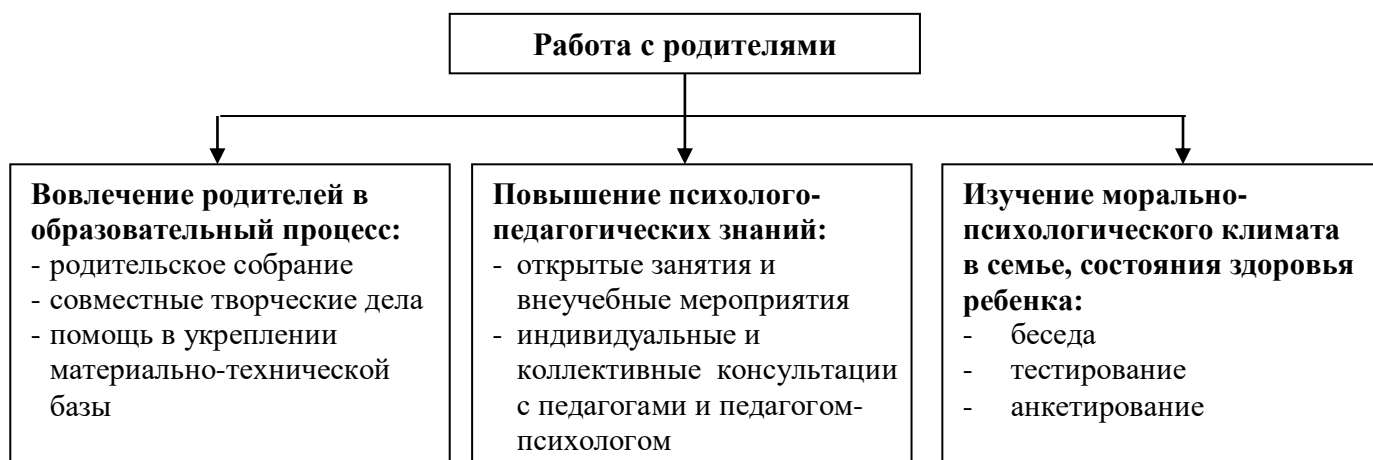 Работа с родителями
Вовлечение родителей в
образовательный процесс:
- родительское собрание
- совместные творческие дела
- помощь в укреплении
материально-технической
базы
Повышение психолого-
педагогических знаний:
- открытые занятия и
внеучебные мероприятия
- индивидуальные и
коллективные консультации
с педагогами и педагогом-
психологом
Изучение морально-
психологического климата
в семье, состояния здоровья
ребенка:
- беседа
- тестирование
- анкетирование